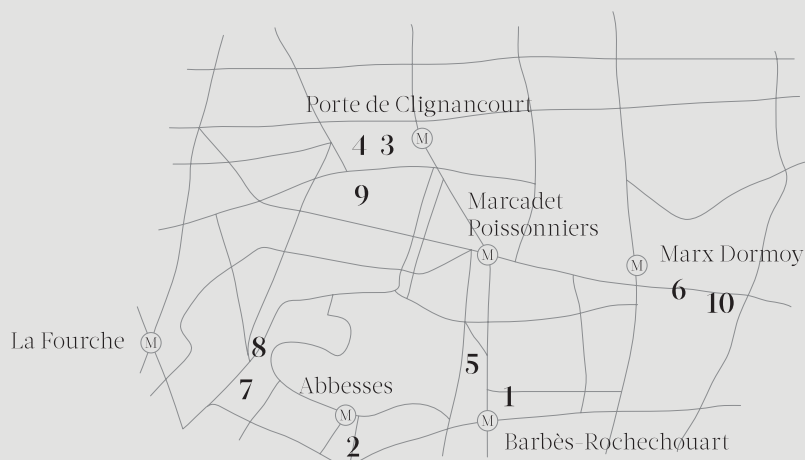 Porte de Clignancourt
M
4 3
9
Marcadet
Poissonniers
M
M
Marx Dormoy
6
10
La Fourche
M
8
7
5
Abbesses
M
1
M
2
Barbès-Rochechouart